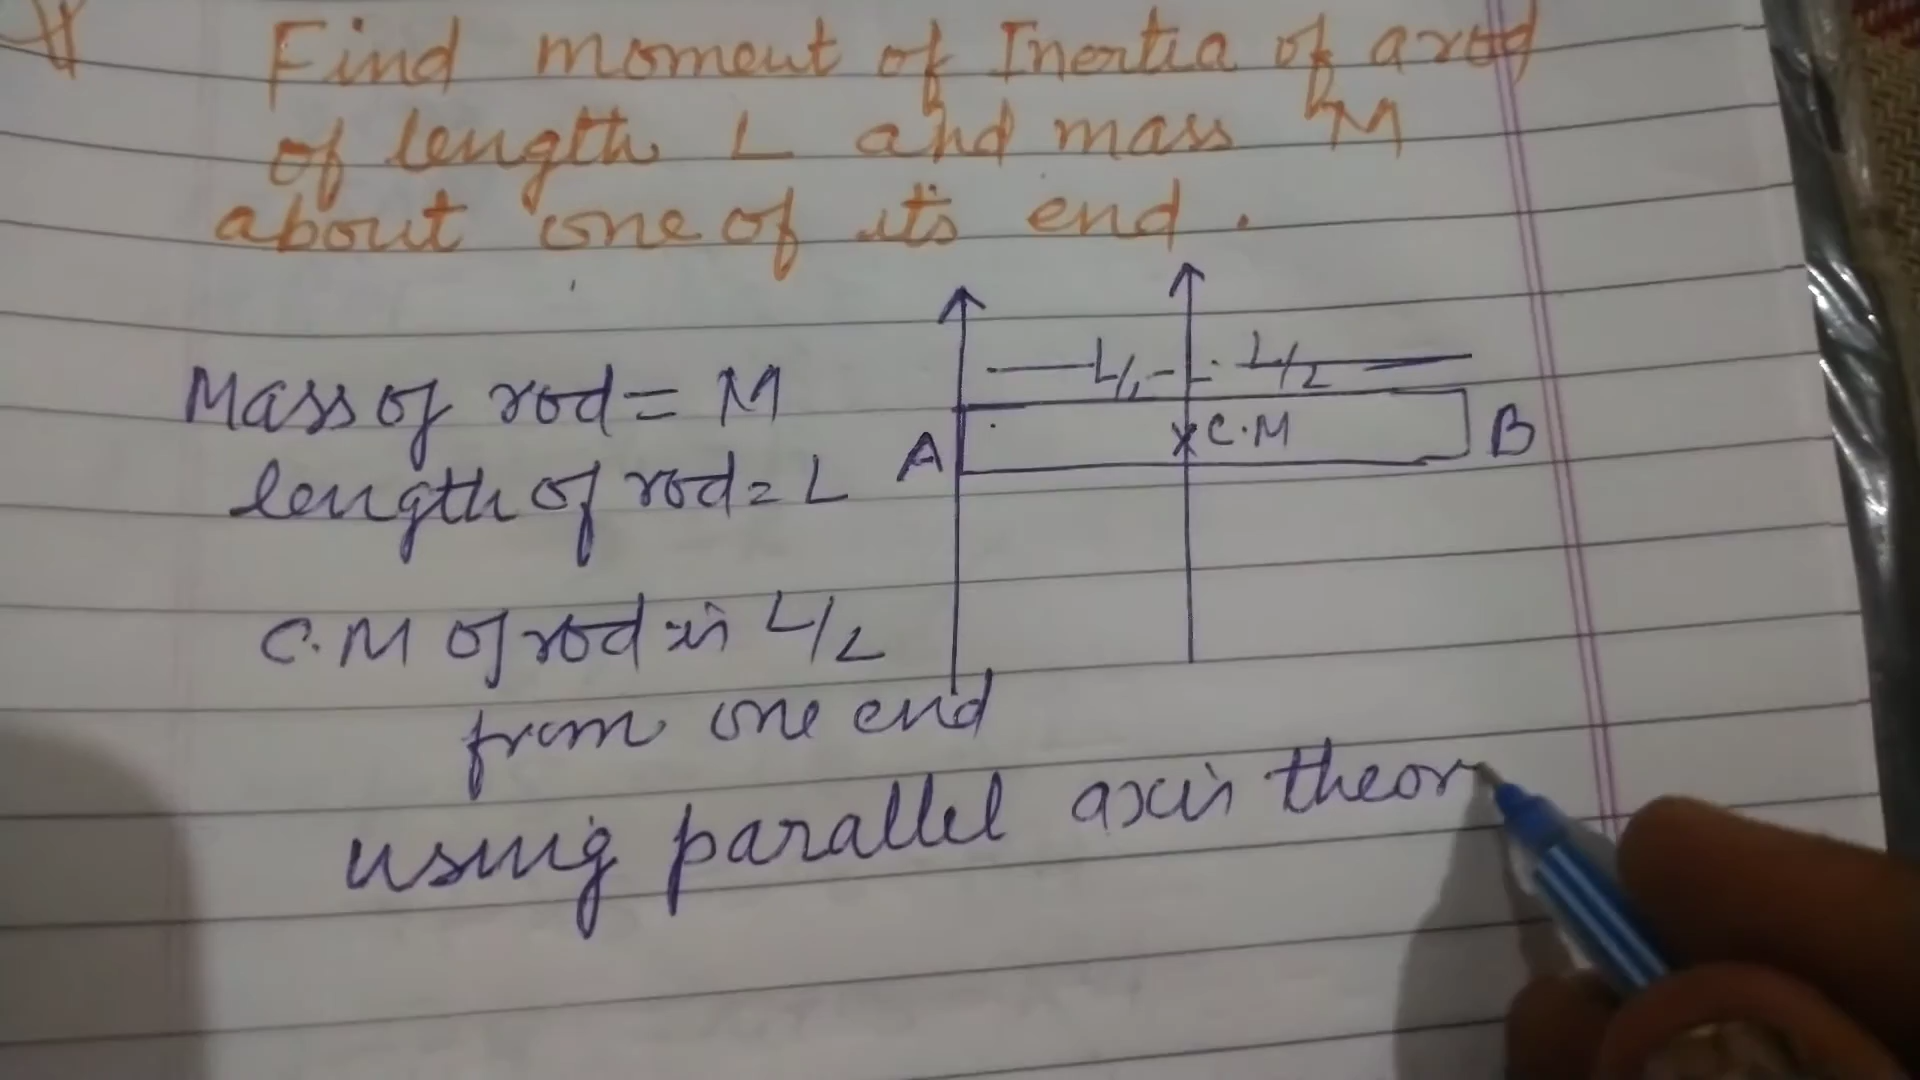 Find moment of Inertia of a rod
of length L and mass M
about one of its end.
L/2 L/2
Mass of rod = M
A C.M B
length of rod = L
C.M of rod is L/2
from one end
using parallel axis theor